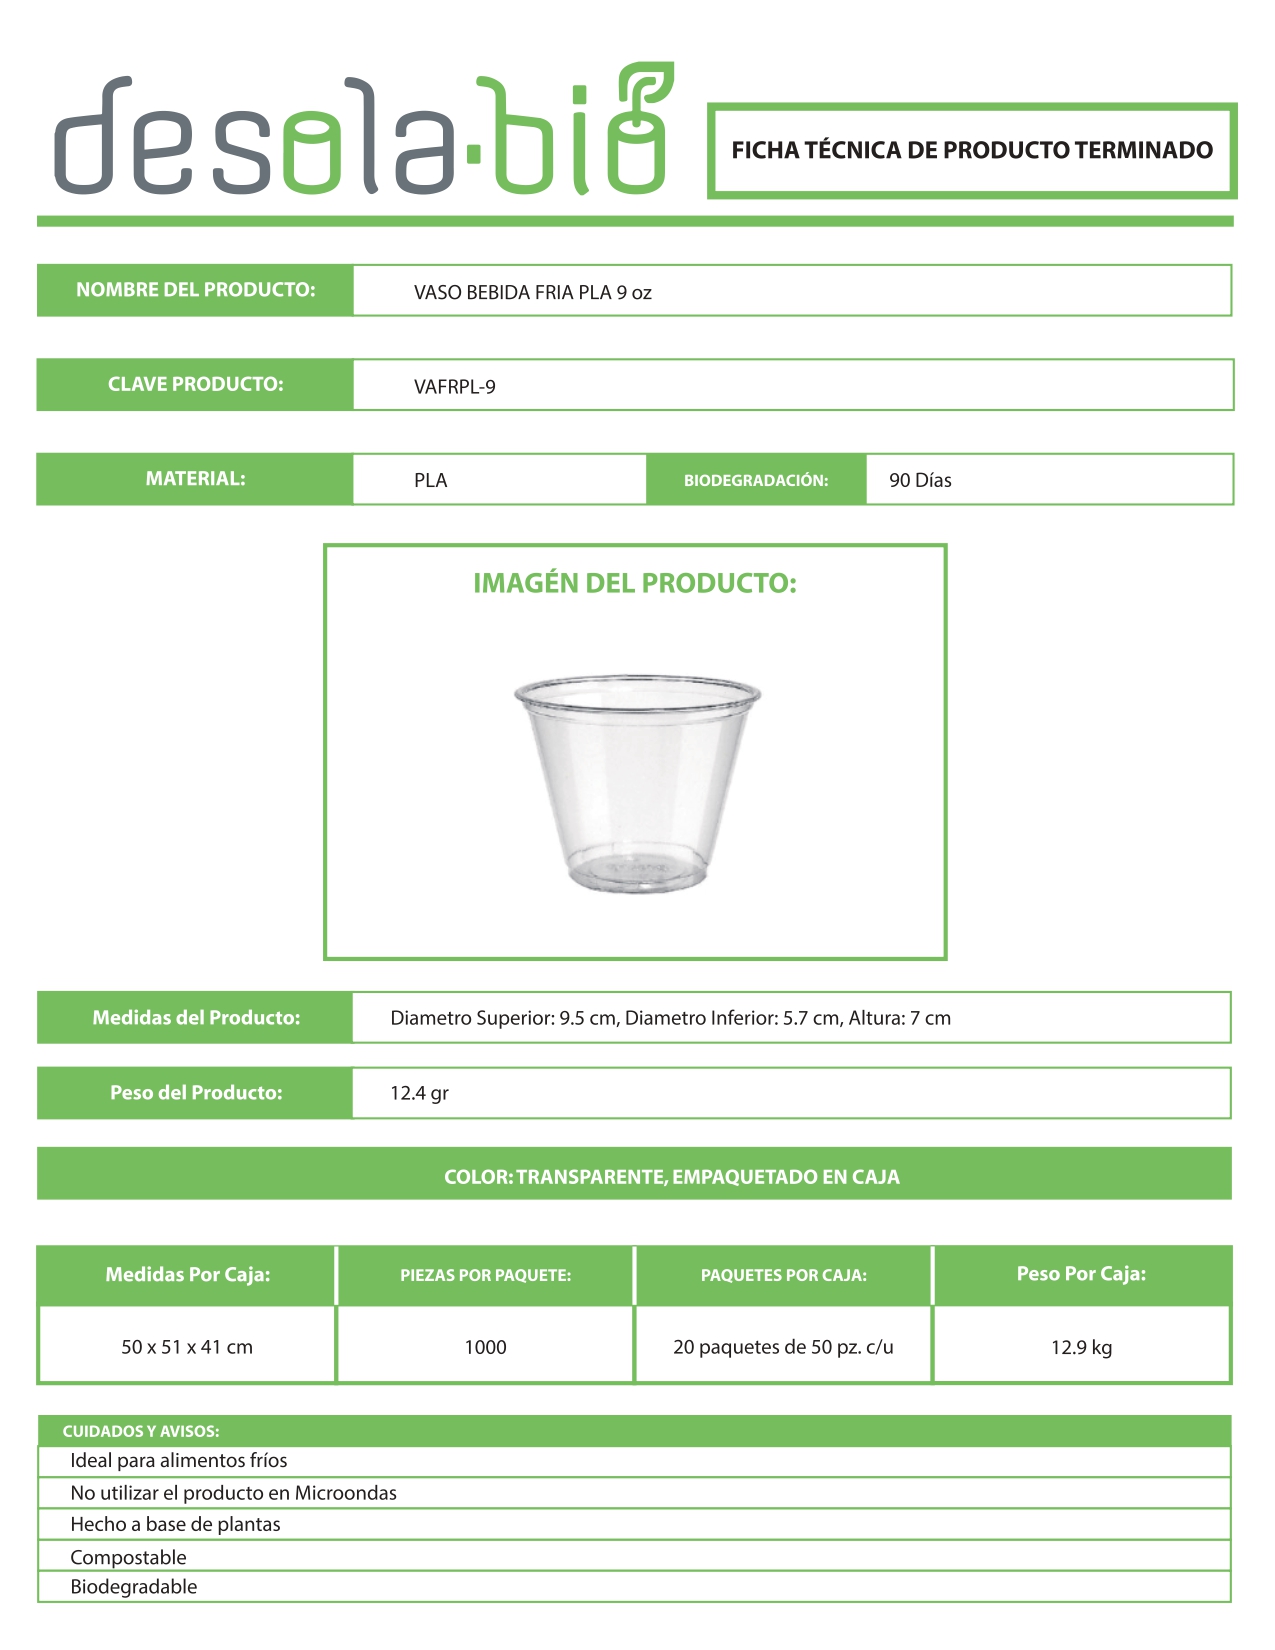 desola·bio
FICHA TÉCNICA DE PRODUCTO TERMINADO
NOMBRE DEL PRODUCTO: VASO BEBIDA FRIA PLA 9 oz
CLAVE PRODUCTO: VAFRPL-9
MATERIAL: PLA BIODEGRADACIÓN: 90 Días
IMAGÉN DEL PRODUCTO:
Medidas del Producto: Diametro Superior: 9.5 cm, Diametro Inferior: 5.7 cm, Altura: 7 cm
Peso del Producto: 12.4 gr
COLOR: TRANSPARENTE, EMPAQUETADO EN CAJA
Medidas Por Caja: PIEZAS POR PAQUETE: PAQUETES POR CAJA: Peso Por Caja:
50 x 51 x 41 cm 1000 20 paquetes de 50 pz. c/u 12.9 kg
CUIDADOS Y AVISOS:
Ideal para alimentos fríos
No utilizar el producto en Microondas
Hecho a base de plantas
Compostable
Biodegradable